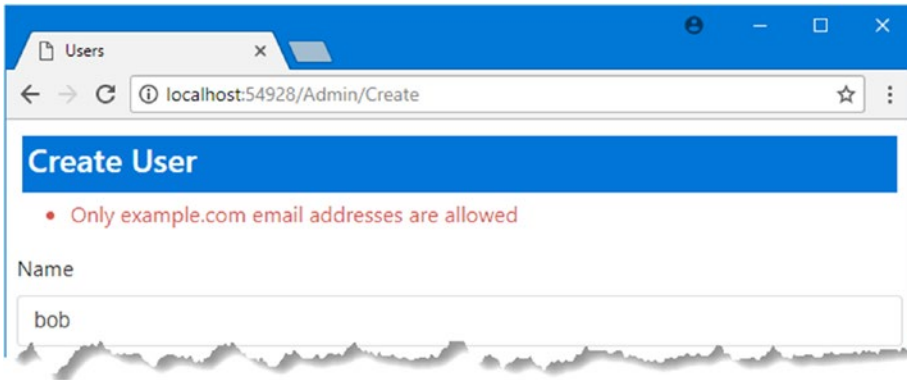 Users
localhost:54928/Admin/Create
Create User
Only example.com email addresses are allowed
Name
bob